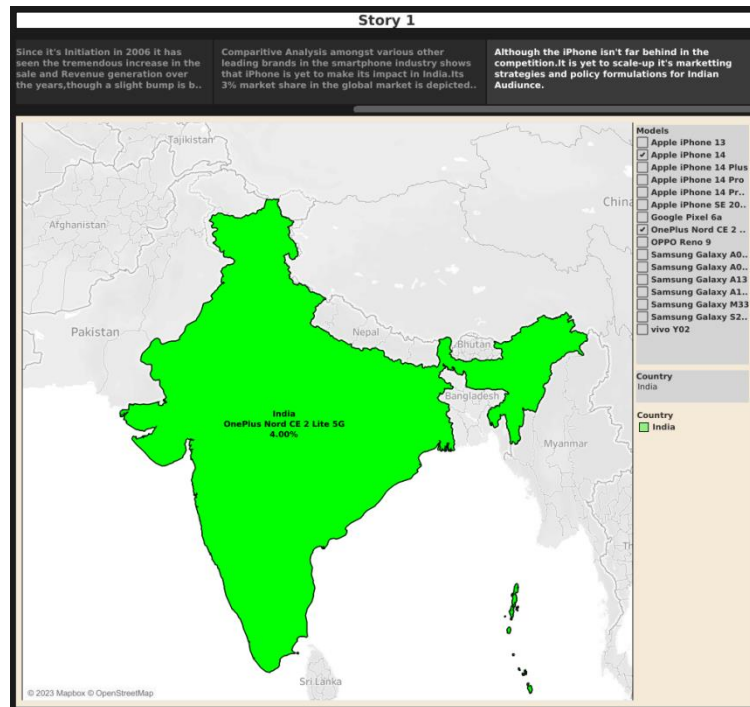 Story 1
Since it's Initiation in 2006 it has
seen the tremendous increase in the
sale and Revenue generation over
the years,though a slight bump is b..
Comparitive Analysis amongst various other
leading brands in the smartphone industry shows
that iPhone is yet to make its impact in India.Its
3% market share in the global market is depicted..
Although the iPhone isn't far behind in the
competition.It is yet to scale-up it's marketting
strategies and policy formulations for Indian
Audiunce.
Tajikistan
Afghanistan
China
Pakistan
Nepal
Bhutan
Bangladesh
India
OnePlus Nord CE 2 Lite 5G
4.00%
Myanmar
Th
Sri Lanka
© 2023 Mapbox © OpenStreetMap
Models
Apple iPhone 13
Apple iPhone 14
Apple iPhone 14 Plus
Apple iPhone 14 Pro
Apple iPhone 14 Pr..
Apple iPhone SE 20..
Google Pixel 6a
OnePlus Nord CE 2 ..
OPPO Reno 9
Samsung Galaxy A0..
Samsung Galaxy A0..
Samsung Galaxy A13
Samsung Galaxy A1..
Samsung Galaxy M33
Samsung Galaxy S2..
vivo Y02
Country
India
Country
India